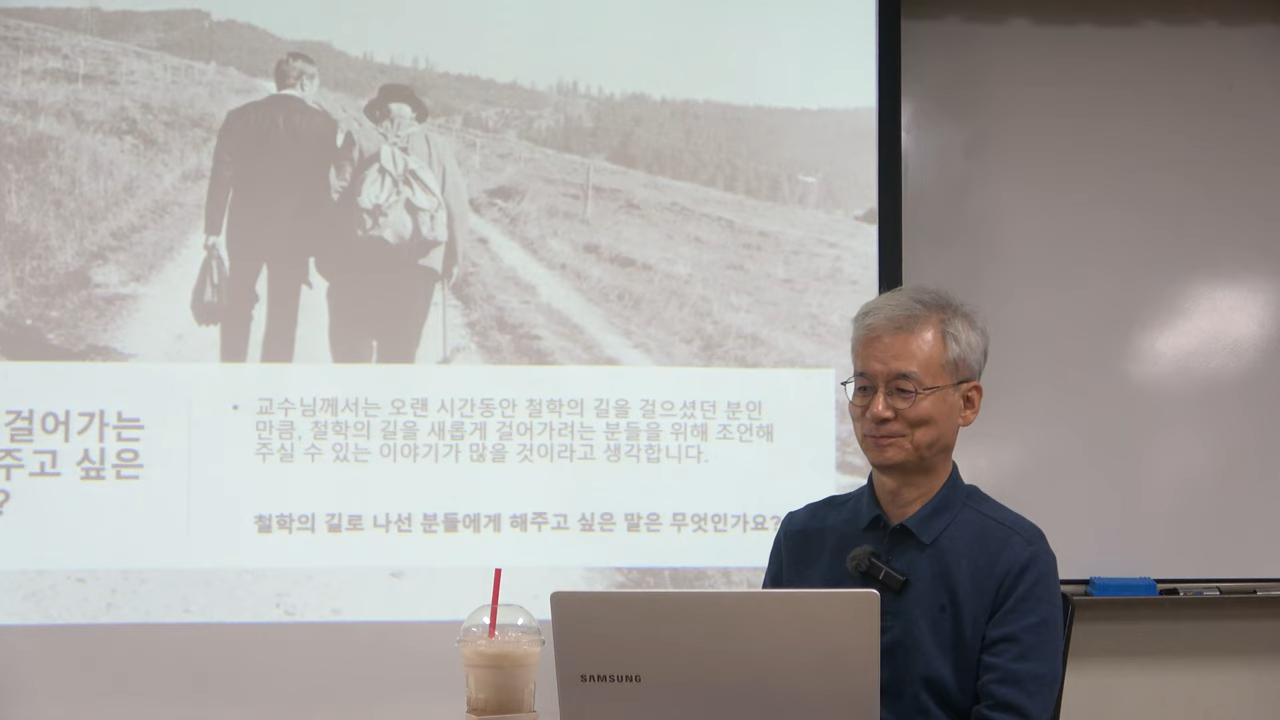 걸어가는
주고 싶은
?
• 교수님께서는 오랜 시간동안 철학의 길을 걸으셨던 분인
만큼, 철학의 길을 새롭게 걸어가려는 분들을 위해 조언해
주실 수 있는 이야기가 많을 것이라고 생각합니다.
철학의 길로 나선 분들에게 해주고 싶은 말은 무엇인가요?
SAMSUNG